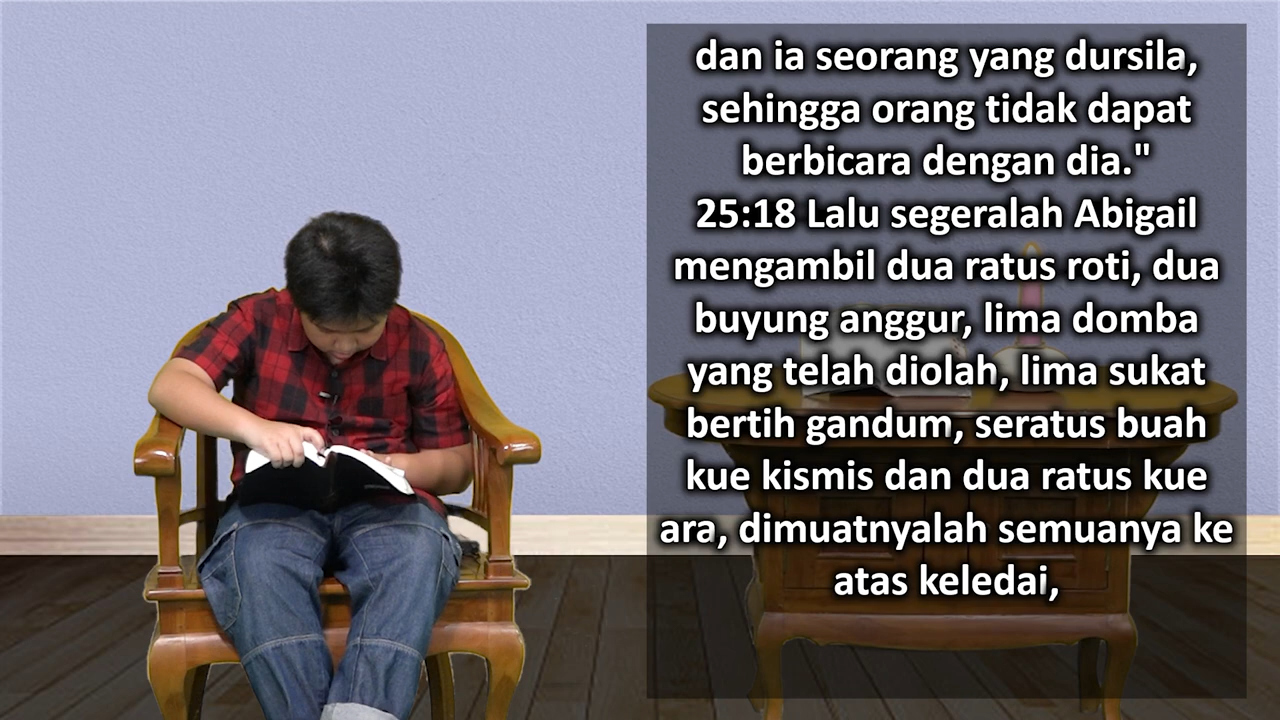 dan ia seorang yang dursila,
sehingga orang tidak dapat
berbicara dengan dia."
25:18 Lalu segeralah Abigail
mengambil dua ratus roti, dua
buyung anggur, lima domba
yang telah diolah, lima sukat
bertih gandum, seratus buah
kue kismis dan dua ratus kue
ara, dimuatnyalah semuanya ke
atas keledai,